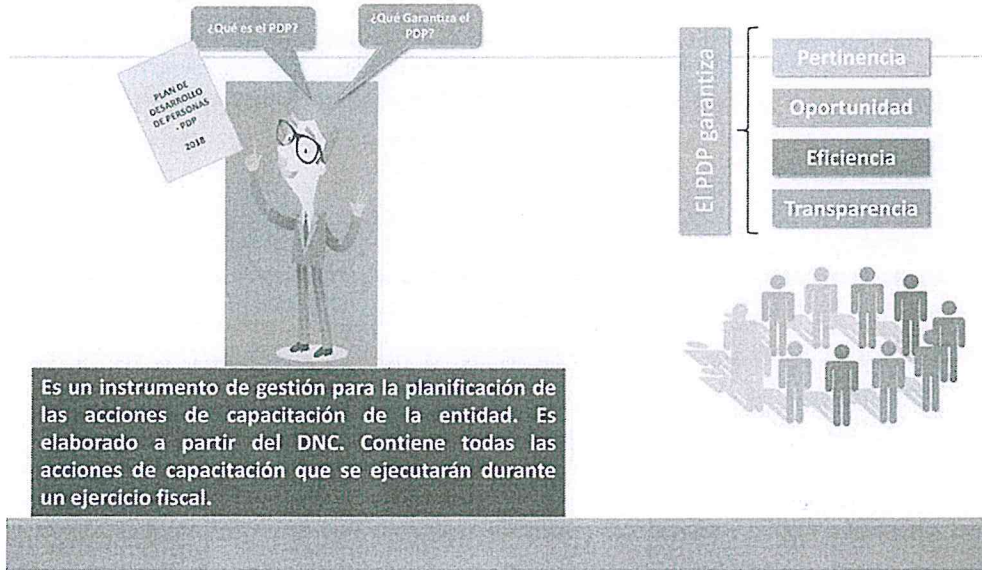 ¿Qué es el PDP?
¿Qué Garantiza el
PDP?
PLAN DE
DESARROLLO
DE PERSONAS
- PDP
2018
Es un instrumento de gestión para la planificación de
las acciones de capacitación de la entidad. Es
elaborado a partir del DNC. Contiene todas las
acciones de capacitación que se ejecutarán durante
un ejercicio fiscal.
El PDP garantiza
Pertinencia
Oportunidad
Eficiencia
Transparencia